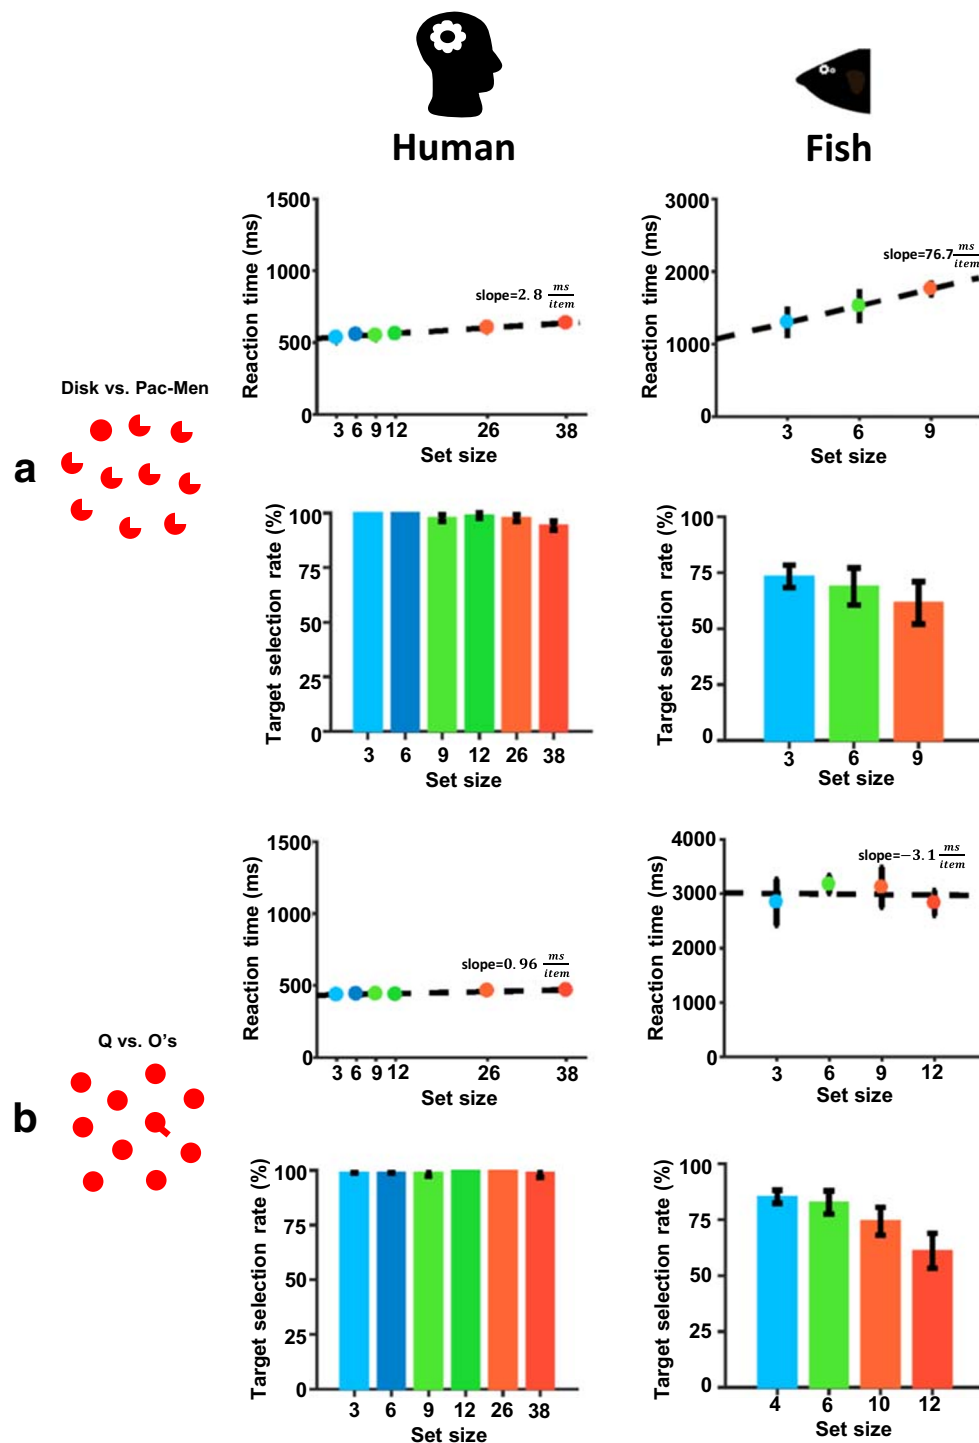 Human
Fish
Reaction time (ms)
1500
1000
500
0
slope=2.8 ms/item
3 6 9 12 26 38
Set size
Reaction time (ms)
3000
2000
1000
0
slope=76.7 ms/item
3 6 9
Set size
Disk vs. Pac-Men
a
Target selection rate (%)
100
75
50
25
0
3 6 9 12 26 38
Set size
Target selection rate (%)
100
75
50
25
0
3 6 9
Set size
Reaction time (ms)
1500
1000
500
0
slope=0.96 ms/item
3 6 9 12 26 38
Set size
Reaction time (ms)
4000
3000
2000
1000
0
slope=−3.1 ms/item
3 6 9 12
Set size
Q vs. O's
b
Target selection rate (%)
100
75
50
25
0
3 6 9 12 26 38
Set size
Target selection rate (%)
100
75
50
25
0
4 6 10 12
Set size